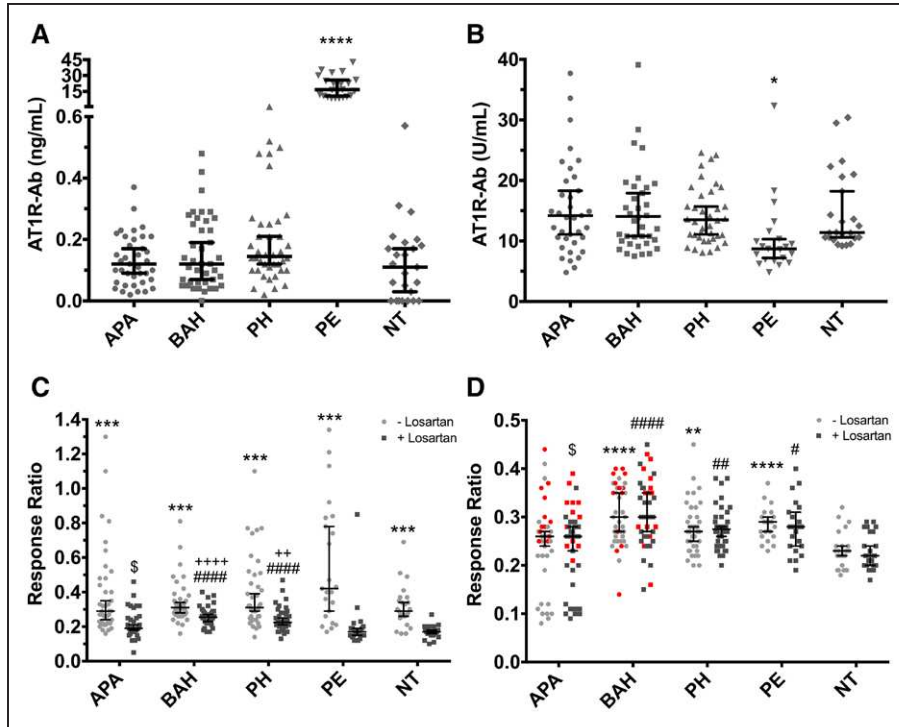 A
****
45
30
15
0.6
0.4
0.2
0.0
AT1R-Ab (ng/mL)
APA
BAH
PH
PE
NT
B
*
40
30
20
10
0
AT1R-Ab (U/mL)
APA
BAH
PH
PE
NT
C
- Losartan
+ Losartan
1.4
1.2
1.0
0.8
0.6
0.4
0.2
0.0
Response Ratio
***
$
***
++++
####
***
++
####
***
***
APA
BAH
PH
PE
NT
D
- Losartan
+ Losartan
0.5
0.4
0.3
0.2
0.1
0.0
Response Ratio
$
****
####
**
##
****
#
APA
BAH
PH
PE
NT